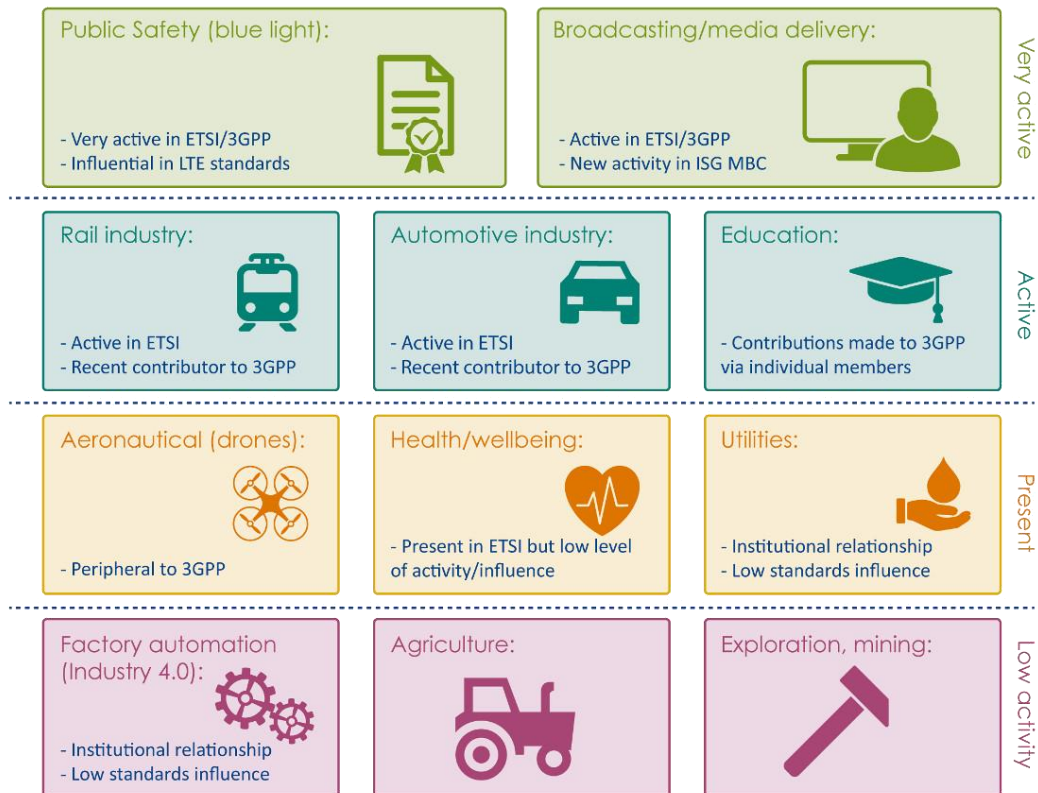 Public Safety (blue light):
- Very active in ETSI/3GPP
- Influential in LTE standards
Broadcasting/media delivery:
- Active in ETSI/3GPP
- New activity in ISG MBC
Very active
Rail industry:
- Active in ETSI
- Recent contributor to 3GPP
Automotive industry:
- Active in ETSI
- Recent contributor to 3GPP
Education:
- Contributions made to 3GPP
via individual members
Active
Aeronautical (drones):
- Peripheral to 3GPP
Health/wellbeing:
- Present in ETSI but low level
of activity/influence
Utilities:
- Institutional relationship
- Low standards influence
Present
Factory automation
(Industry 4.0):
- Institutional relationship
- Low standards influence
Agriculture:
Exploration, mining:
Low activity